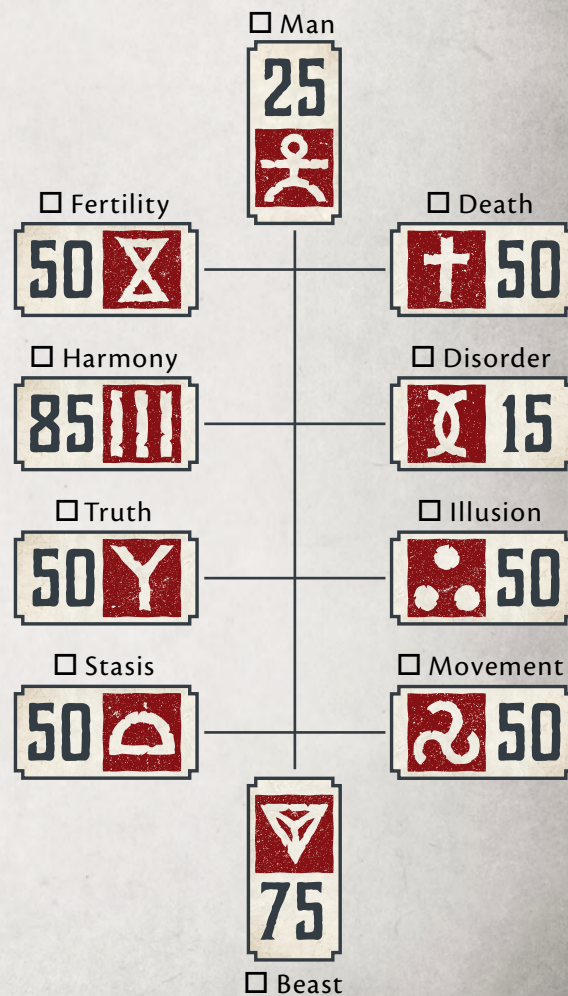 ☐ Man
25
☐ Fertility
☐ Death
50
50
☐ Harmony
☐ Disorder
85
15
☐ Truth
☐ Illusion
50
50
☐ Stasis
☐ Movement
50
50
75
☐ Beast